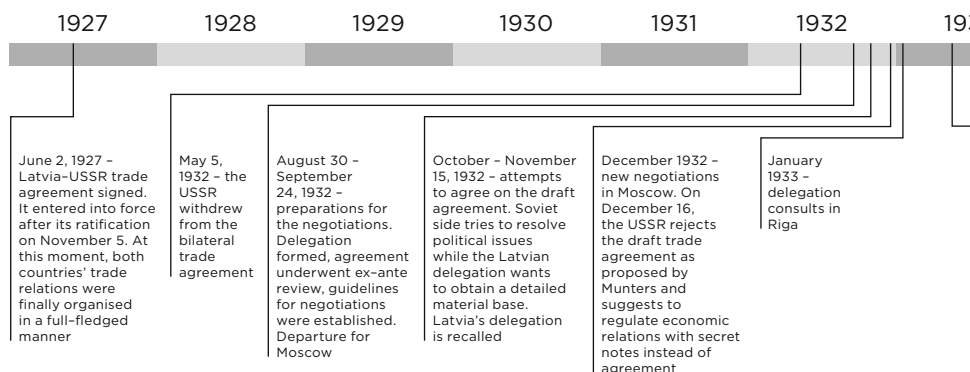 1927
1928
1929
1930
1931
1932
June 2, 1927 –
Latvia–USSR trade
agreement signed.
It entered into force
after its ratification
on November 5. At
this moment, both
countries’ trade
relations were
finally organised
in a full–fledged
manner
May 5,
1932 – the
USSR
withdrew
from the
bilateral
trade
agreement
August 30 –
September
24, 1932 –
preparations for
the negotiations.
Delegation
formed, agreement
underwent ex–ante
review, guidelines
for negotiations
were established.
Departure for
Moscow
October – November
15, 1932 – attempts
to agree on the draft
agreement. Soviet
side tries to resolve
political issues
while the Latvian
delegation wants
to obtain a detailed
material base.
Latvia’s delegation
is recalled
December 1932 –
new negotiations
in Moscow. On
December 16,
the USSR rejects
the draft trade
agreement as
proposed by
Munters and
suggests to
regulate economic
relations with secret
notes instead of
agreement
January
1933 –
delegation
consults in
Riga